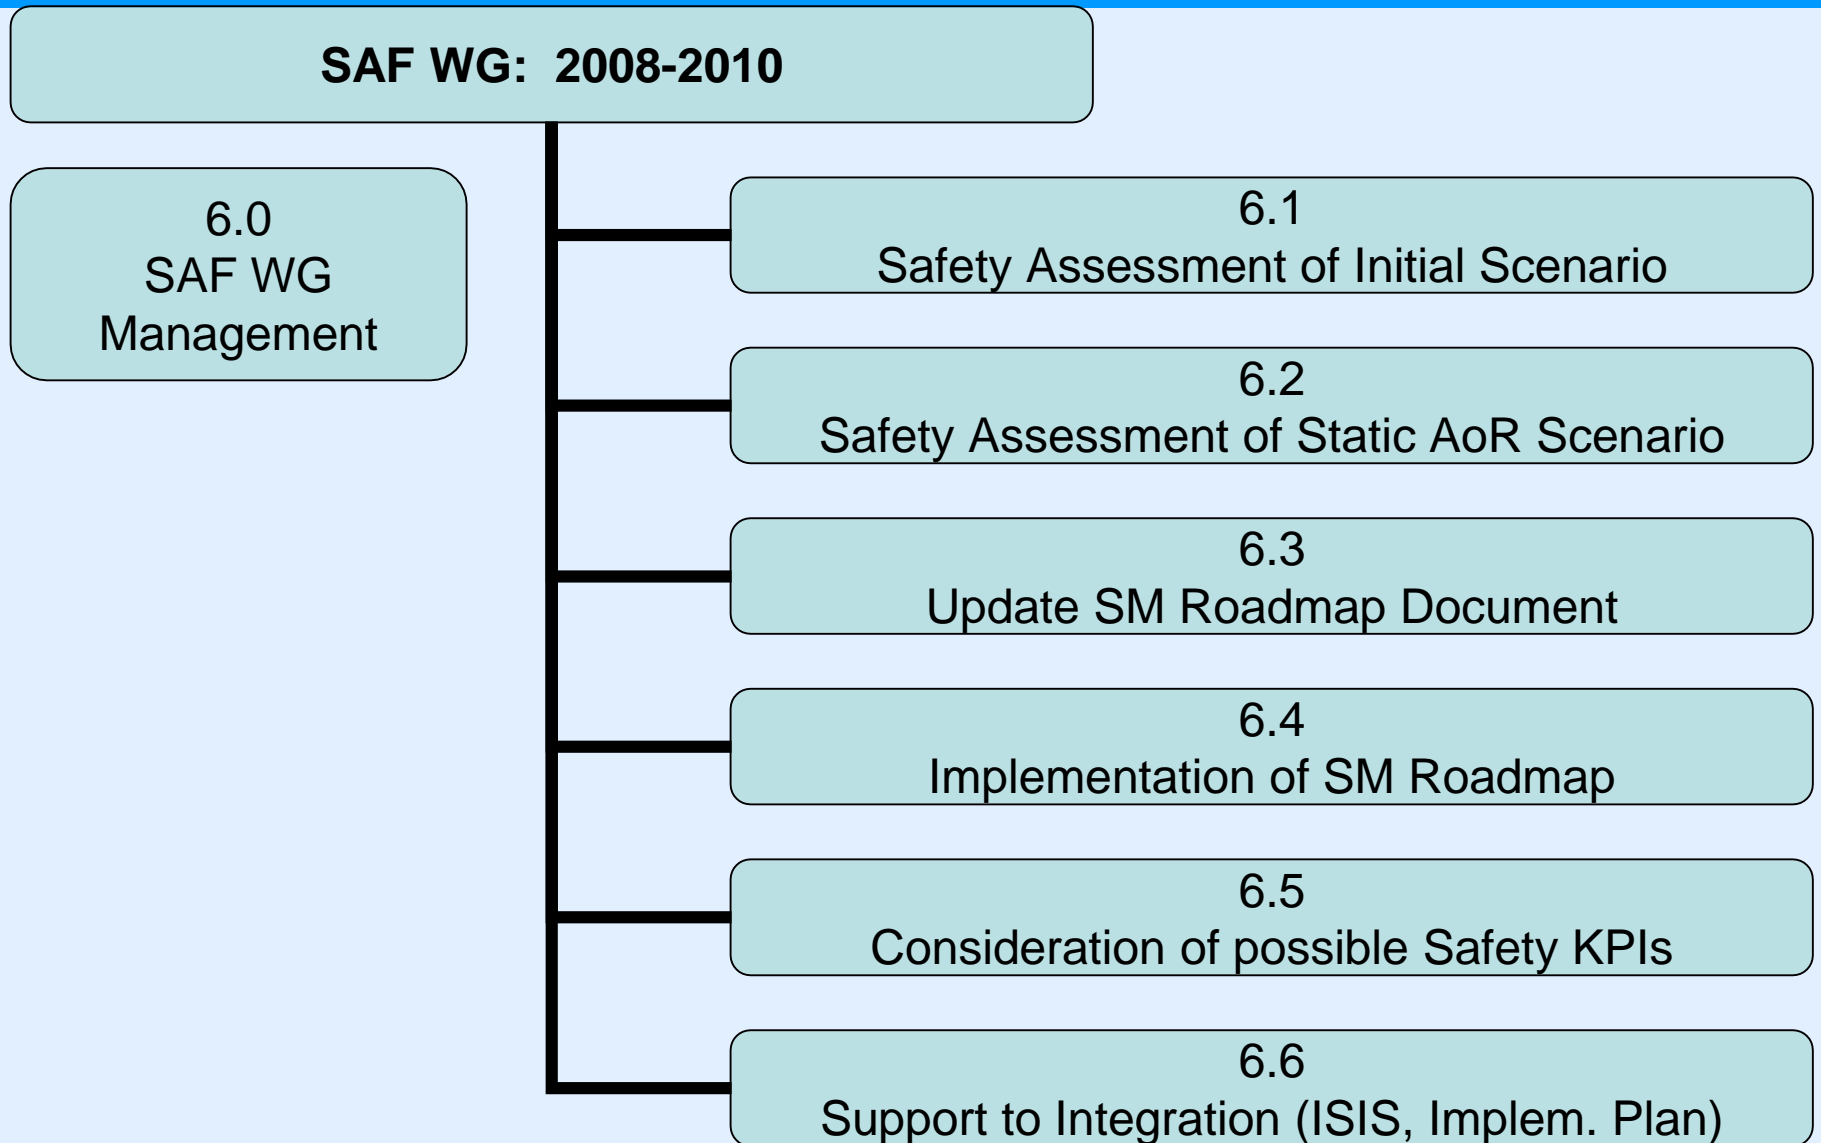 SAF WG: 2008-2010
6.0
SAF WG
Management
6.1
Safety Assessment of Initial Scenario
6.2
Safety Assessment of Static AoR Scenario
6.3
Update SM Roadmap Document
6.4
Implementation of SM Roadmap
6.5
Consideration of possible Safety KPIs
6.6
Support to Integration (ISIS, Implem. Plan)